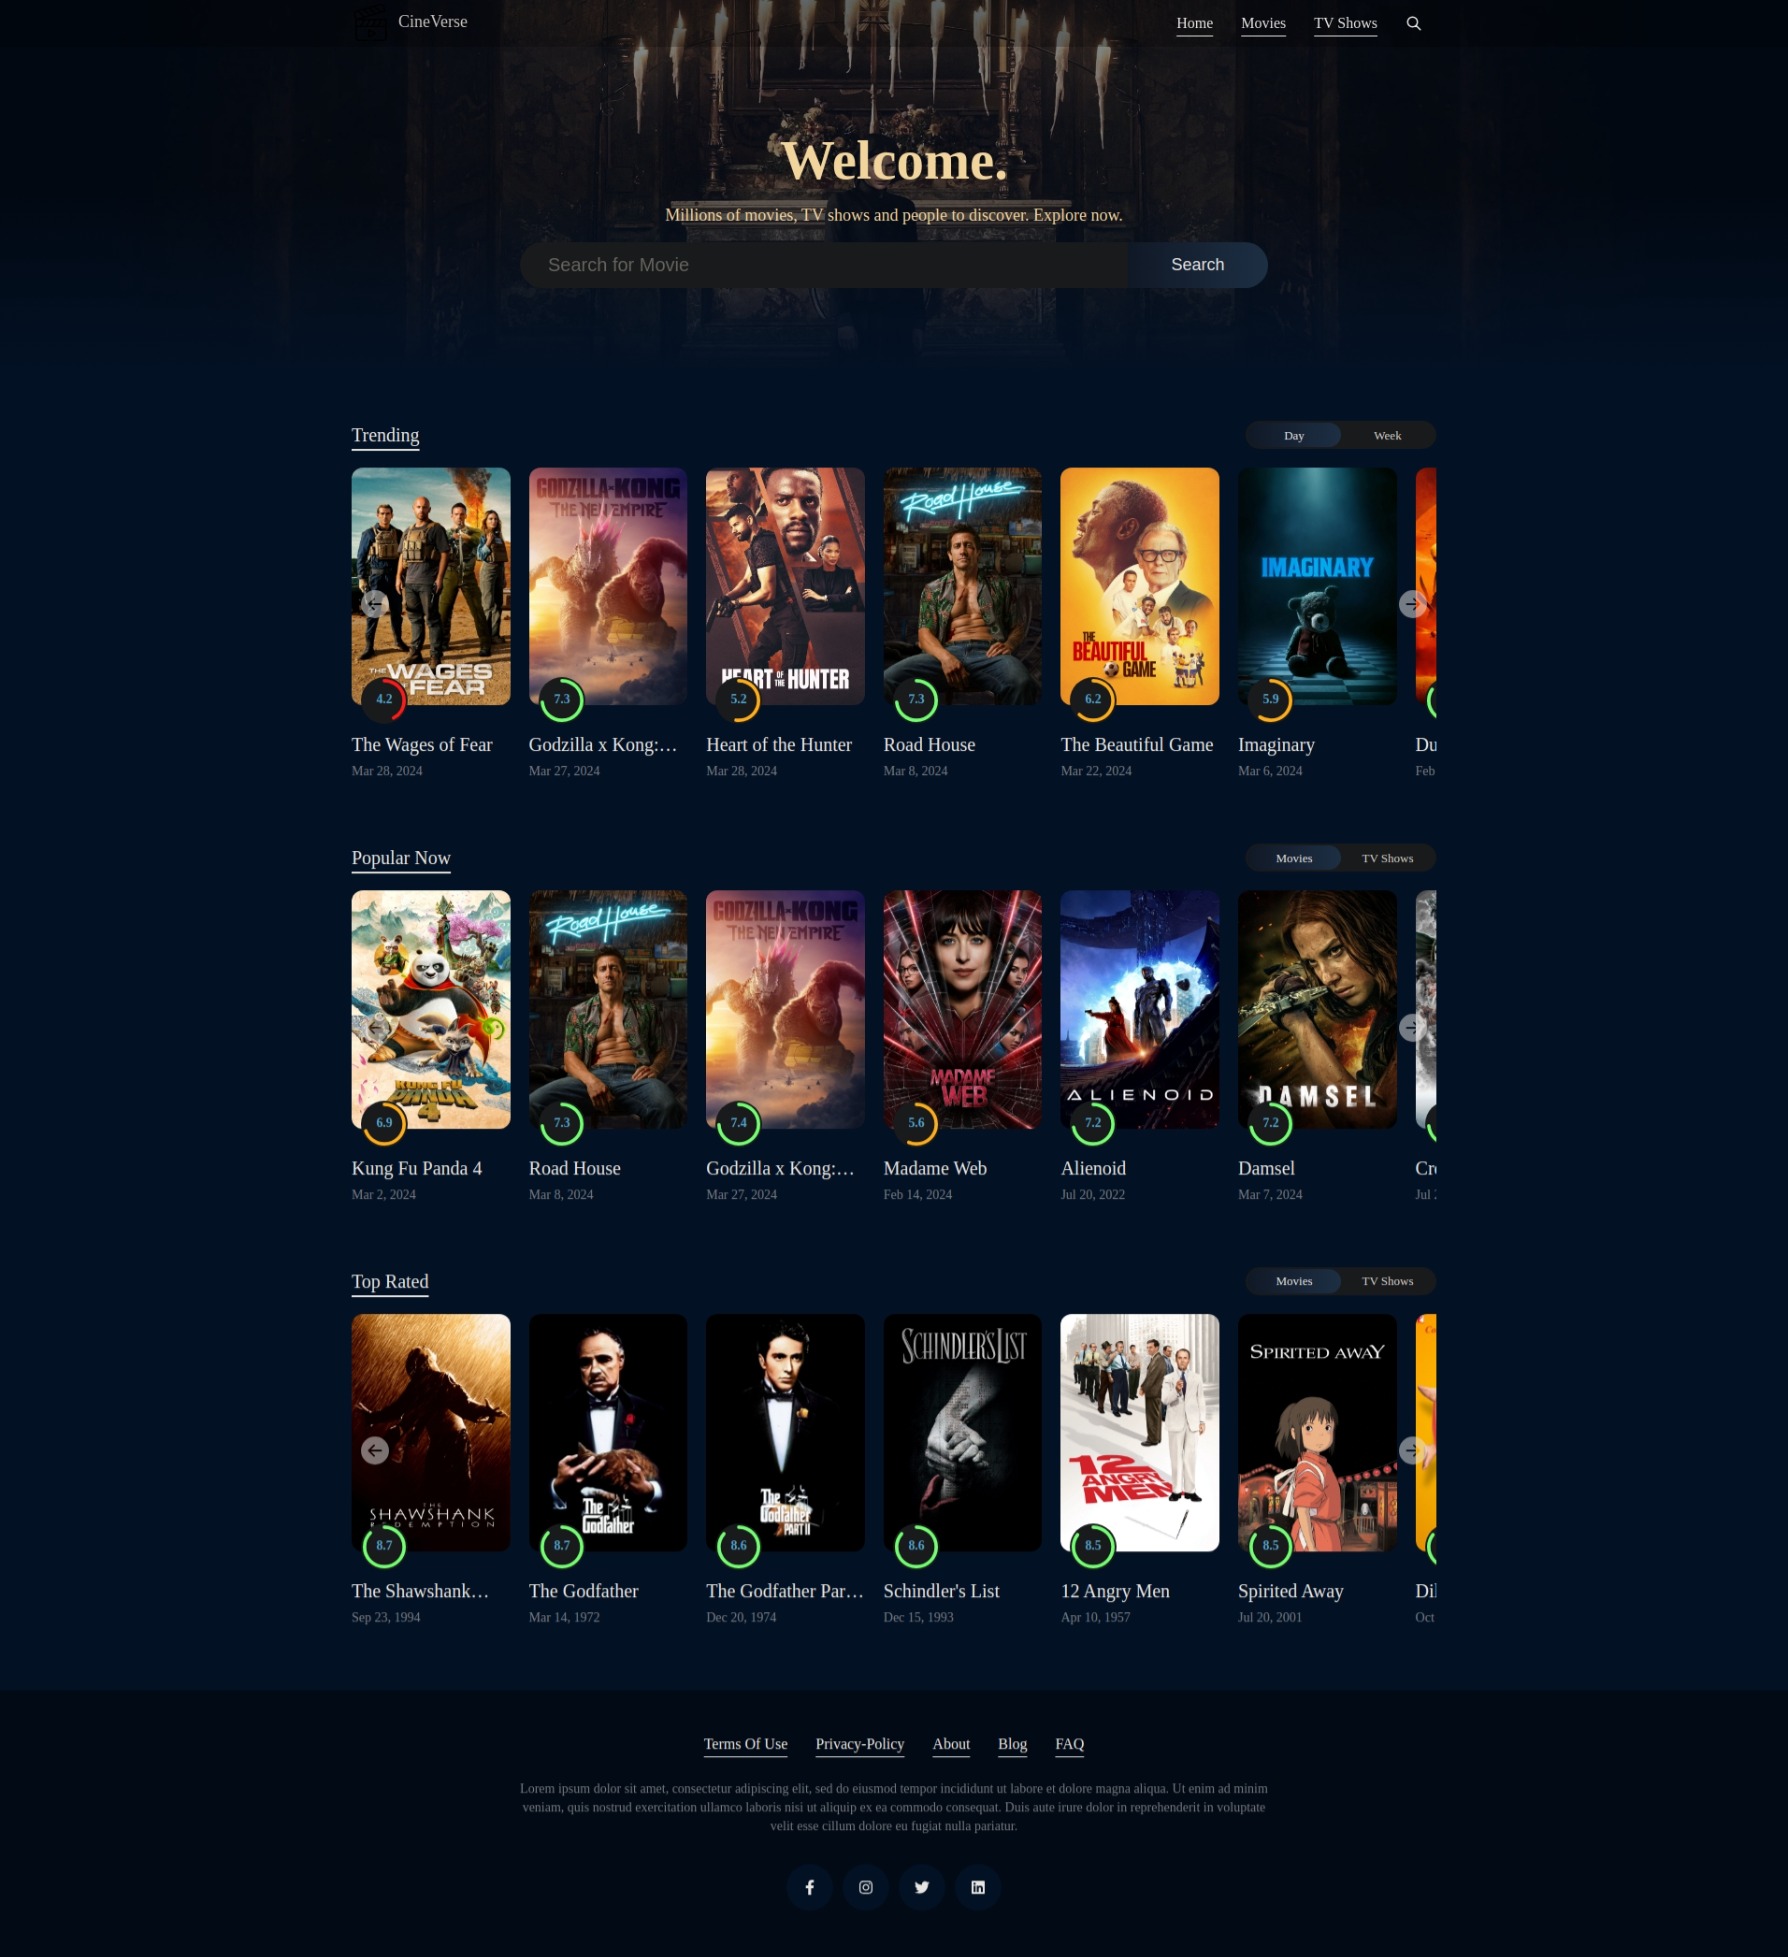 CineVerse
Home Movies TV Shows
Welcome.
Millions of movies, TV shows and people to discover. Explore now.
Search for Movie Search
Trending
Day Week
THE WAGES OF FEAR
GODZILLA x KONG
THE NEW EMPIRE
HEART OF THE HUNTER
Road House
THE BEAUTIFUL GAME
IMAGINARY
4.2 7.3 5.2 7.3 6.2 5.9
The Wages of Fear Godzilla x Kong:… Heart of the Hunter Road House The Beautiful Game Imaginary Du
Mar 28, 2024 Mar 27, 2024 Mar 28, 2024 Mar 8, 2024 Mar 22, 2024 Mar 6, 2024 Feb
Popular Now
Movies TV Shows
KUNG FU PANDA 4
Road House
GODZILLA x KONG
THE NEW EMPIRE
MADAME WEB
ALIENOID
DAMSEL
6.9 7.3 7.4 5.6 7.2 7.2
Kung Fu Panda 4 Road House Godzilla x Kong:… Madame Web Alienoid Damsel Cr
Mar 2, 2024 Mar 8, 2024 Mar 27, 2024 Feb 14, 2024 Jul 20, 2022 Mar 7, 2024 Jul
Top Rated
Movies TV Shows
THE SHAWSHANK REDEMPTION
The Godfather
The Godfather PART II
SCHINDLER'S LIST
12 ANGRY MEN
SPIRITED AWAY
8.7 8.7 8.6 8.6 8.5 8.5
The Shawshank… The Godfather The Godfather Par… Schindler's List 12 Angry Men Spirited Away Dil
Sep 23, 1994 Mar 14, 1972 Dec 20, 1974 Dec 15, 1993 Apr 10, 1957 Jul 20, 2001 Oct
Terms Of Use Privacy-Policy About Blog FAQ
Lorem ipsum dolor sit amet, consectetur adipiscing elit, sed do eiusmod tempor incididunt ut labore et dolore magna aliqua. Ut enim ad minim
veniam, quis nostrud exercitation ullamco laboris nisi ut aliquip ex ea commodo consequat. Duis aute irure dolor in reprehenderit in voluptate
velit esse cillum dolore eu fugiat nulla pariatur.